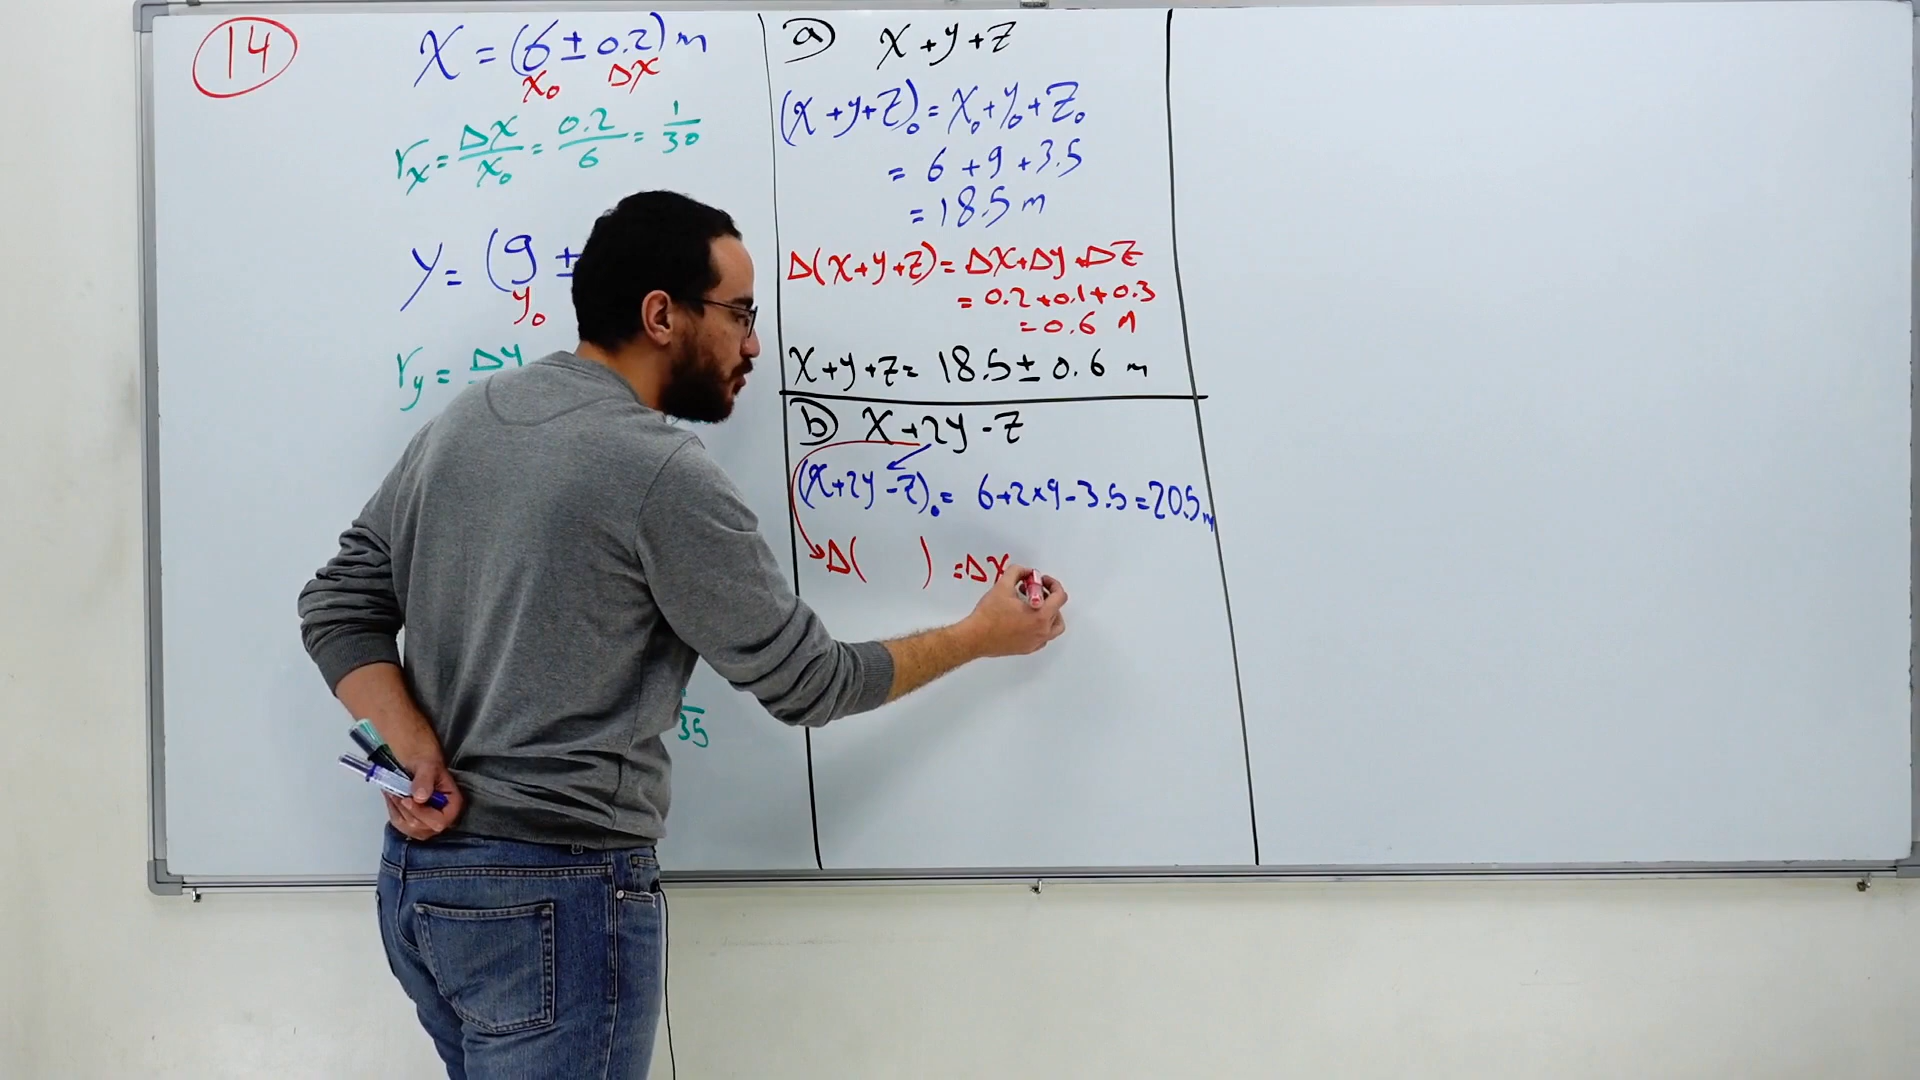 14
X = (6 ± 0.2) m
x₀ Δx
r_x = Δx/x₀ = 0.2/6 = 1/30
y = (9 ±
y₀
r_y = Δy
35
a) x + y + z
(x + y + z)₀ = x₀ + y₀ + z₀
= 6 + 9 + 3.5
= 18.5 m
Δ(x + y + z) = Δx + Δy + Δz
= 0.2 + 0.1 + 0.3
= 0.6 m
x + y + z = 18.5 ± 0.6 m
b) x + 2y - z
(x + 2y - z)₀ = 6 + 2 × 9 - 3.5 = 20.5 m
Δ( ) = Δx